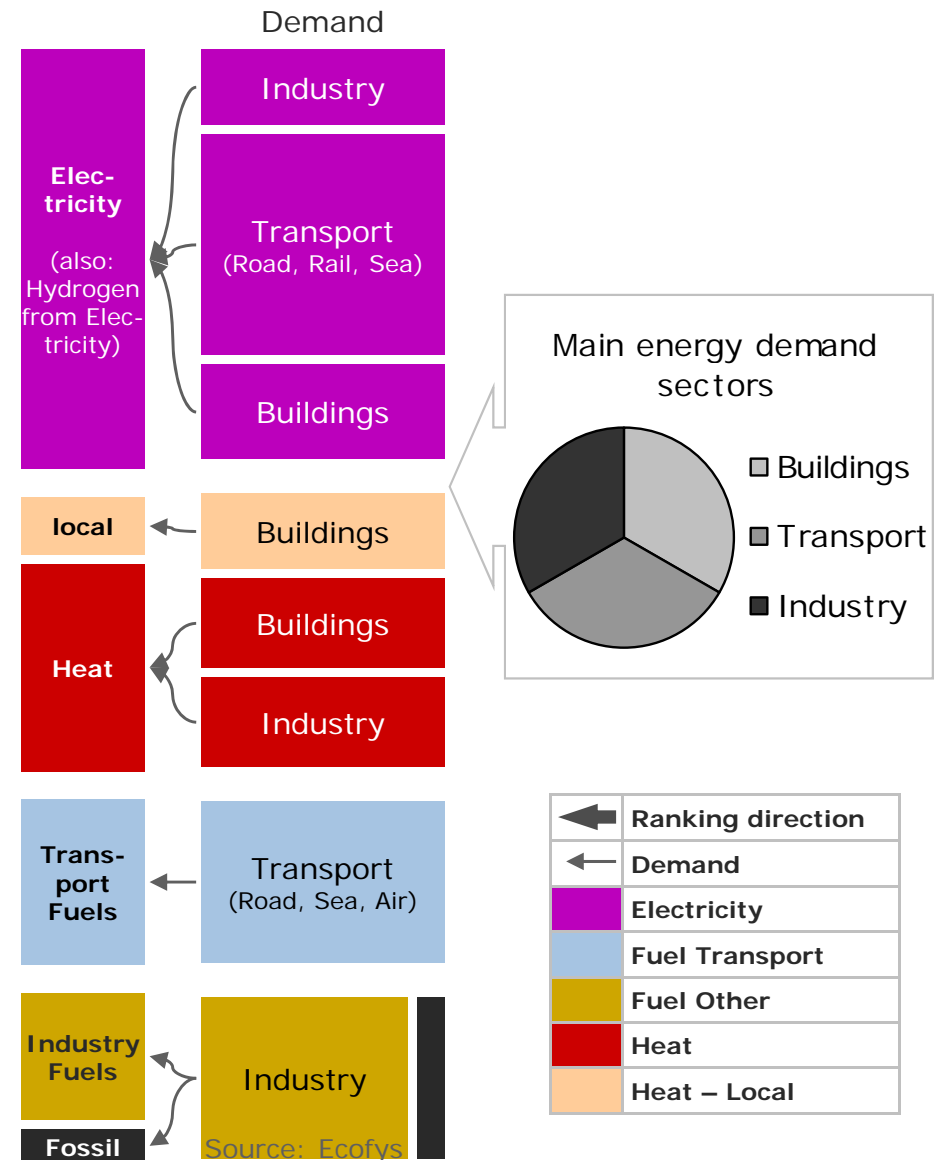 Demand
Elec-
tricity
(also:
Hydrogen
from Elec-
tricity)
Industry
Transport
(Road, Rail, Sea)
Buildings
local
Buildings
Heat
Buildings
Industry
Trans-
port
Fuels
Transport
(Road, Sea, Air)
Industry
Fuels
Fossil
Industry
Source: Ecofys
Main energy demand
sectors
Buildings
Transport
Industry
Ranking direction
Demand
Electricity
Fuel Transport
Fuel Other
Heat
Heat – Local